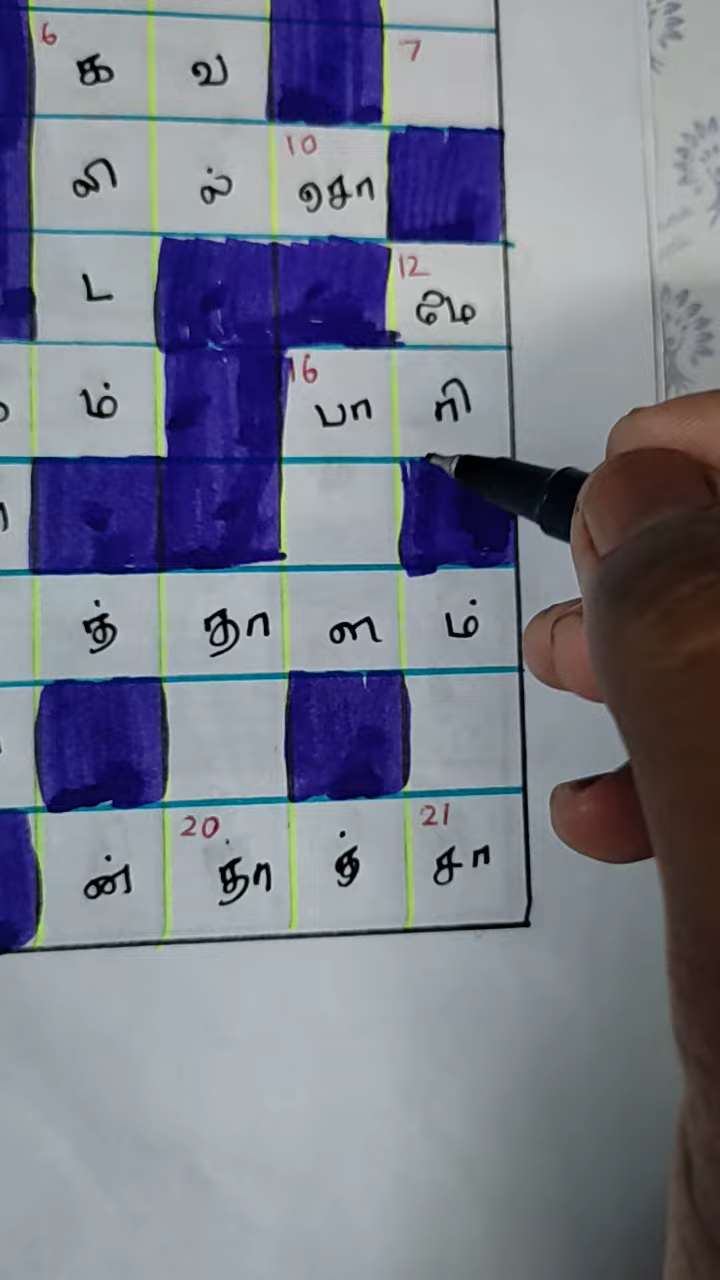 6 க வ 7
லி ல் 10 சொ
ட 12 மே
ம் 16 பாரி
த் தா ள ம்
ன் 20 தா த் 21 சா